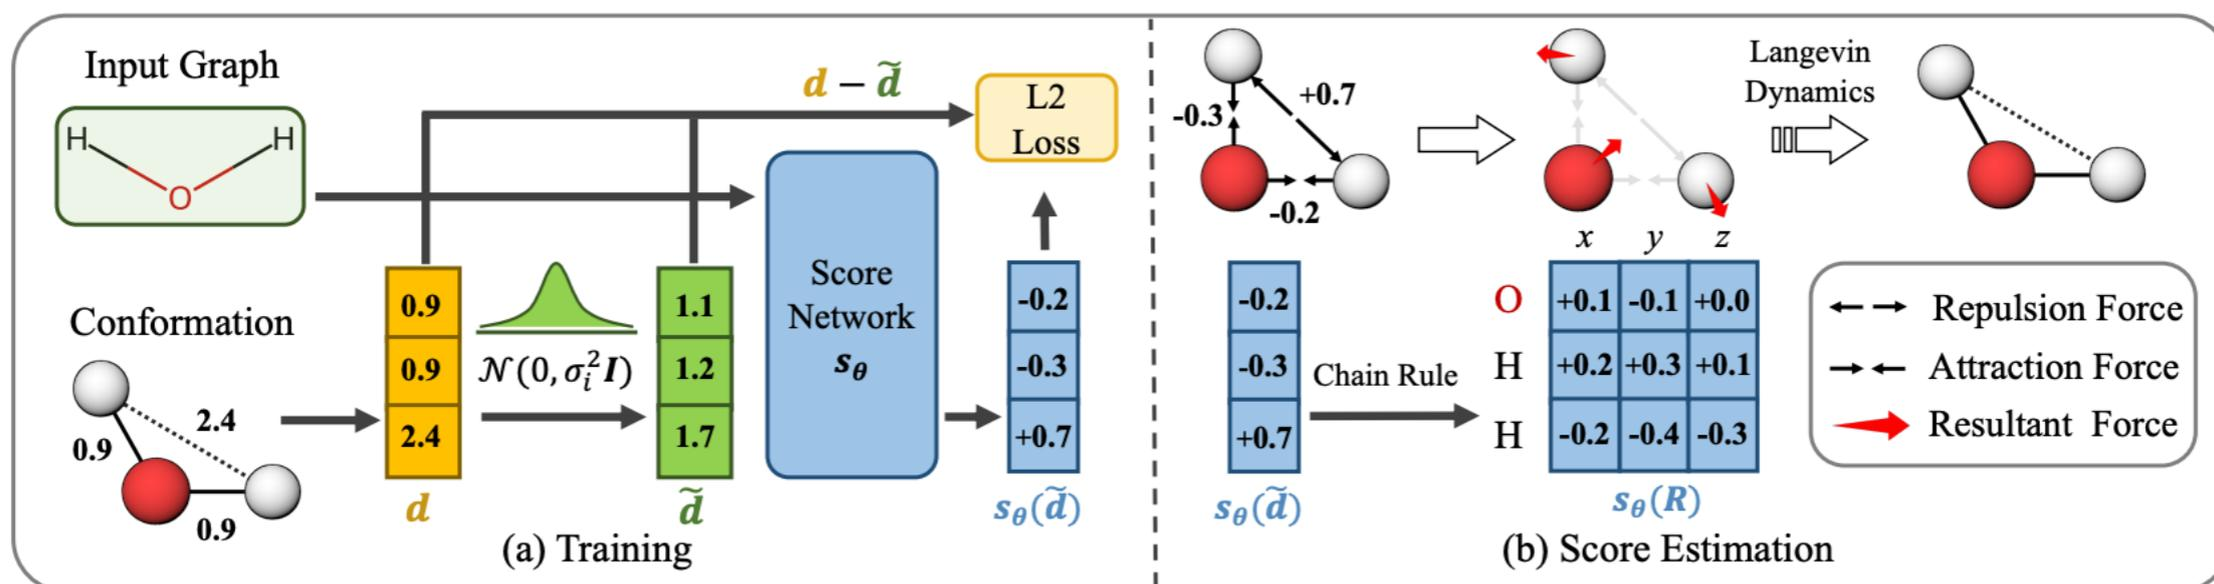 Input Graph
H
H
O
Conformation
2.4
0.9
0.9
0.9
0.9
2.4
d
𝒩(0, σ_i^2 I)
1.1
1.2
1.7
d̃
d − d̃
L2
Loss
Score
Network
s_θ
-0.2
-0.3
+0.7
s_θ(d̃)
(a) Training
-0.3
+0.7
-0.2
Langevin
Dynamics
-0.2
-0.3
+0.7
s_θ(d̃)
Chain Rule
x y z
O +0.1 -0.1 +0.0
H +0.2 +0.3 +0.1
H -0.2 -0.4 -0.3
s_θ(R)
Repulsion Force
Attraction Force
Resultant Force
(b) Score Estimation